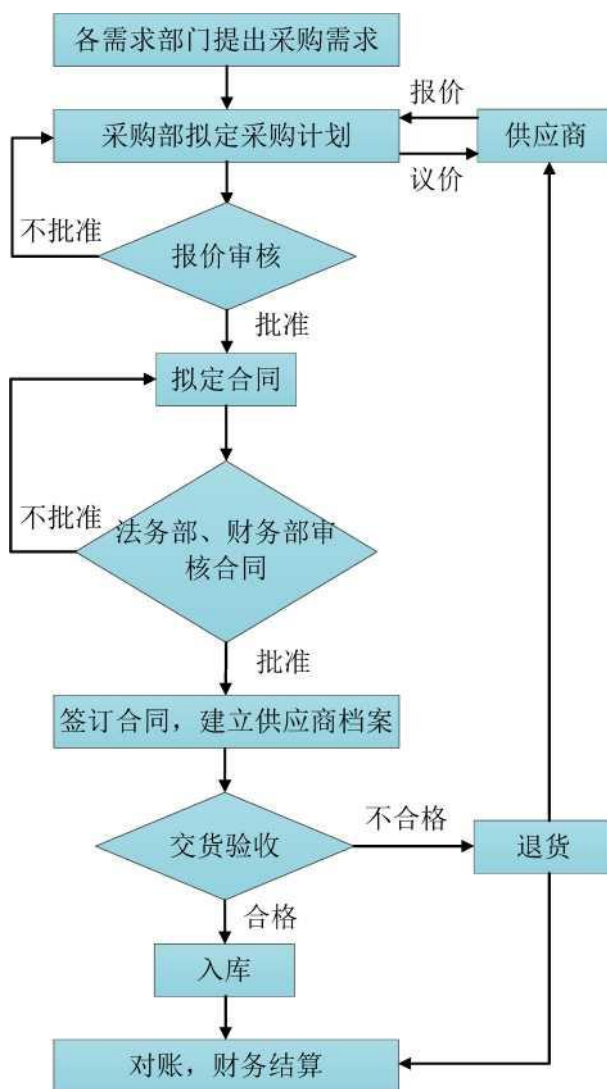 各需求部门提出采购需求
报价
采购部拟定采购计划
供应商
议价
不批准
报价审核
批准
拟定合同
不批准
法务部、财务部审
核合同
批准
签订合同，建立供应商档案
不合格
交货验收
退货
合格
入库
对账，财务结算